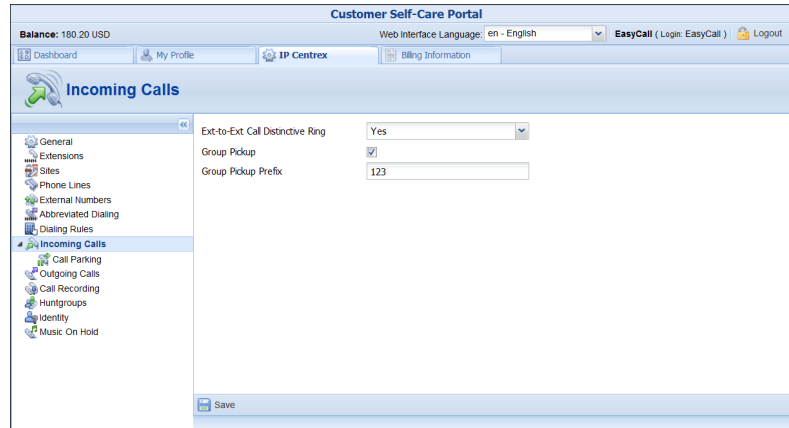 Customer Self-Care Portal
Balance: 180.20 USD Web Interface Language: en - English EasyCall ( Login: EasyCall ) Logout
Dashboard My Profile IP Centrex Billing Information
Incoming Calls
General
Extensions
Sites
Phone Lines
External Numbers
Abbreviated Dialing
Dialing Rules
Incoming Calls
Call Parking
Outgoing Calls
Call Recording
Huntgroups
Identity
Music On Hold
Ext-to-Ext Call Distinctive Ring Yes
Group Pickup
Group Pickup Prefix 123
Save